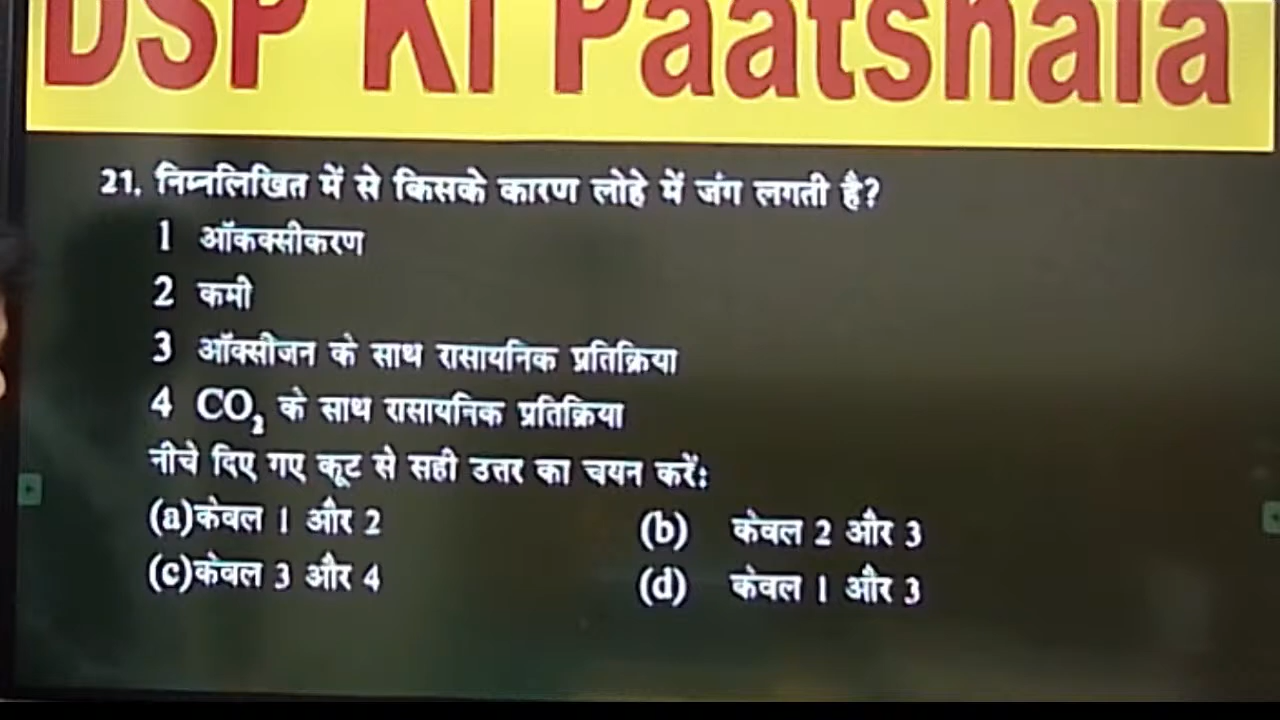 DSP Ki Paatshala
21. निम्नलिखित में से किसके कारण लोहे में जंग लगती है?
1 ऑकक्सीकरण
2 कमी
3 ऑक्सीजन के साथ रासायनिक प्रतिक्रिया
4 CO₂ के साथ रासायनिक प्रतिक्रिया
नीचे दिए गए कूट से सही उत्तर का चयन करें:
(a)केवल 1 और 2 (b) केवल 2 और 3
(c)केवल 3 और 4 (d) केवल 1 और 3